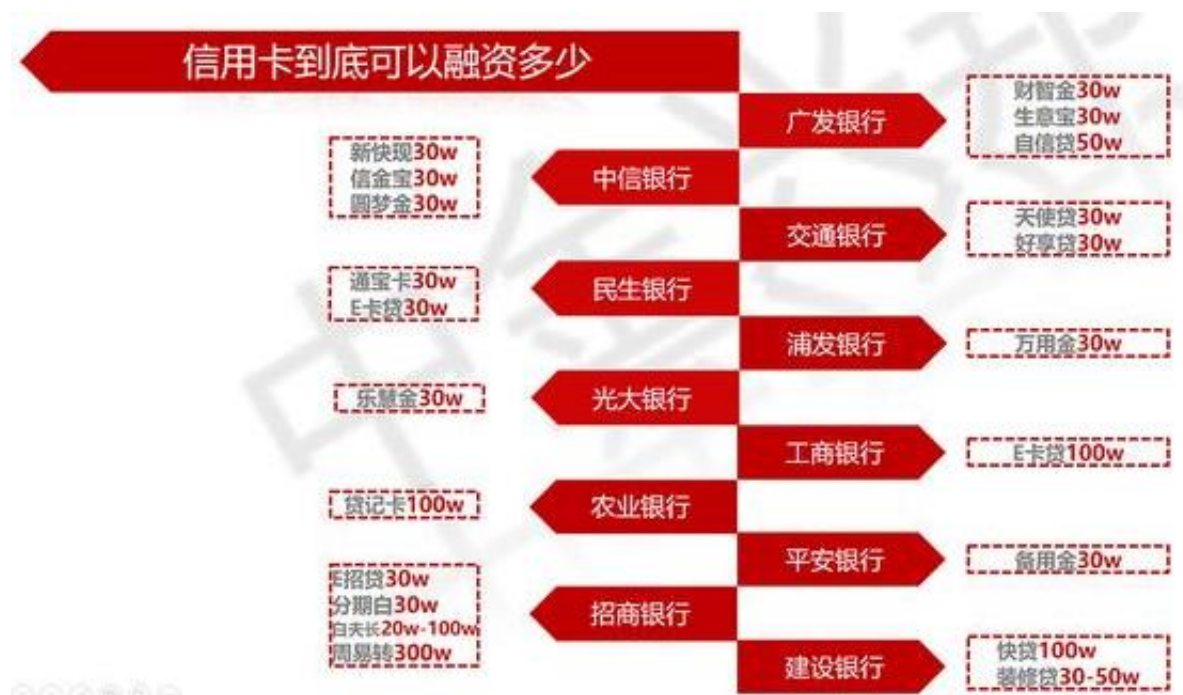 信用卡到底可以融资多少
广发银行
财智金30w
生意宝30w
自信贷50w
中信银行
新快现30w
信金宝30w
圆梦金30w
交通银行
天使贷30w
好享贷30w
民生银行
通宝卡30w
E卡贷30w
浦发银行
万用金30w
光大银行
乐慧金30w
工商银行
E卡贷100w
农业银行
贷记卡100w
平安银行
备用金30w
招商银行
E招贷30w
分期白30w
白夫长20w-100w
周易转300w
建设银行
快贷100w
装修贷30-50w